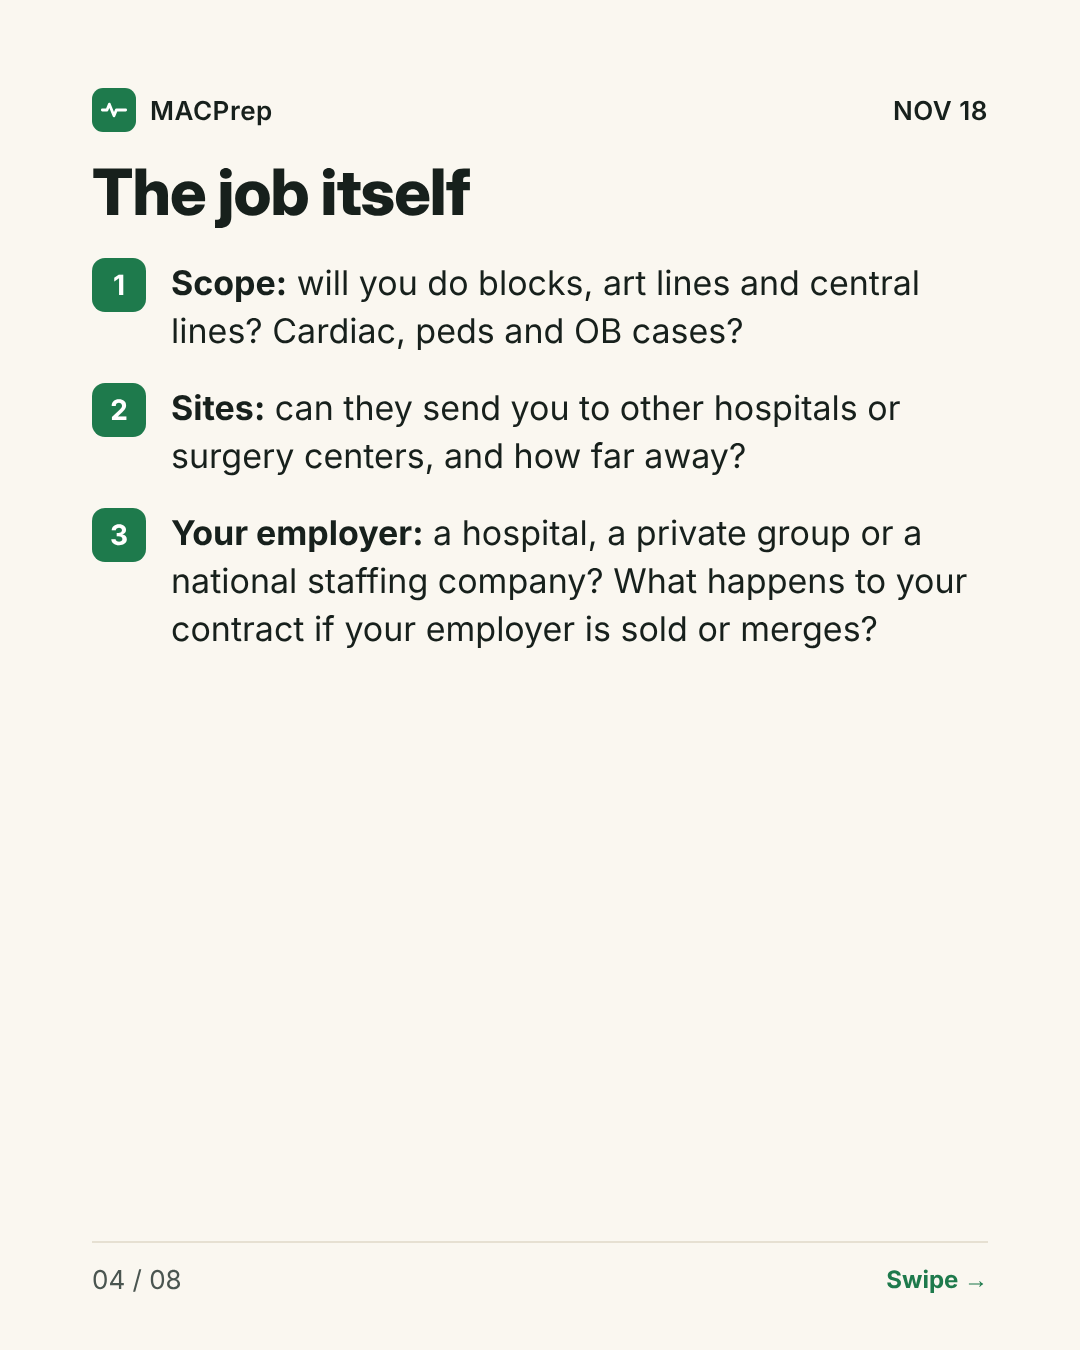 MACPrep
NOV 18
The job itself
1 Scope: will you do blocks, art lines and central
lines? Cardiac, peds and OB cases?
2 Sites: can they send you to other hospitals or
surgery centers, and how far away?
3 Your employer: a hospital, a private group or a
national staffing company? What happens to your
contract if your employer is sold or merges?
04 / 08
Swipe →